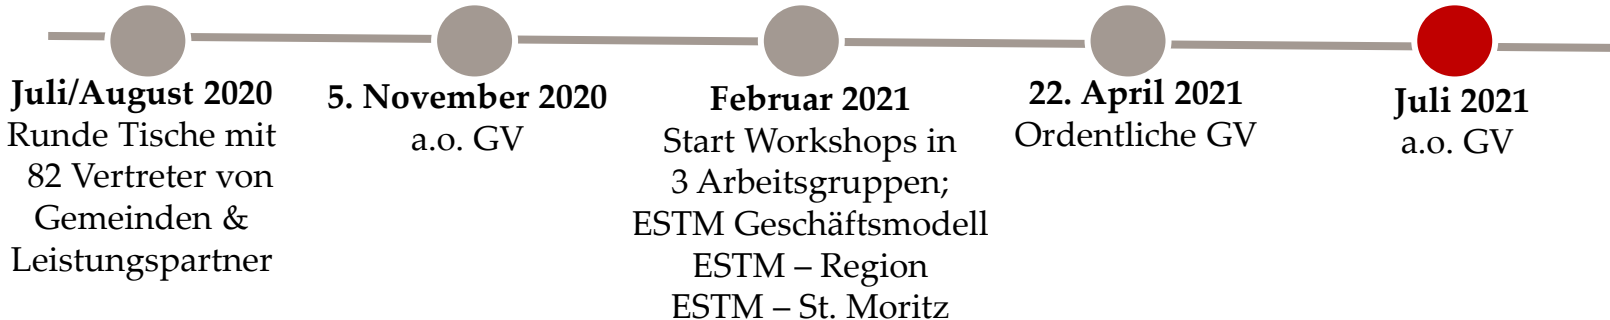 Juli/August 2020
Runde Tische mit
82 Vertreter von
Gemeinden &
Leistungspartner
5. November 2020
a.o. GV
Februar 2021
Start Workshops in
3 Arbeitsgruppen;
ESTM Geschäftsmodell
ESTM – Region
ESTM – St. Moritz
22. April 2021
Ordentliche GV
Juli 2021
a.o. GV